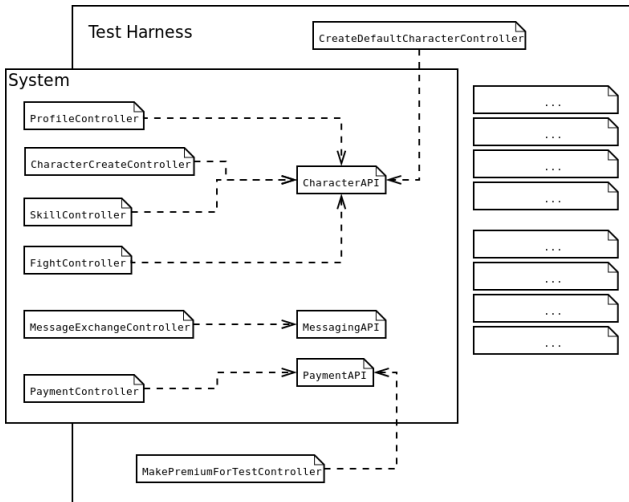 Test Harness
CreateDefaultCharacterController
System
ProfileController
...
...
CharacterCreateController
...
CharacterAPI
...
SkillController
...
FightController
...
...
MessageExchangeController
MessagingAPI
...
PaymentAPI
PaymentController
MakePremiumForTestController